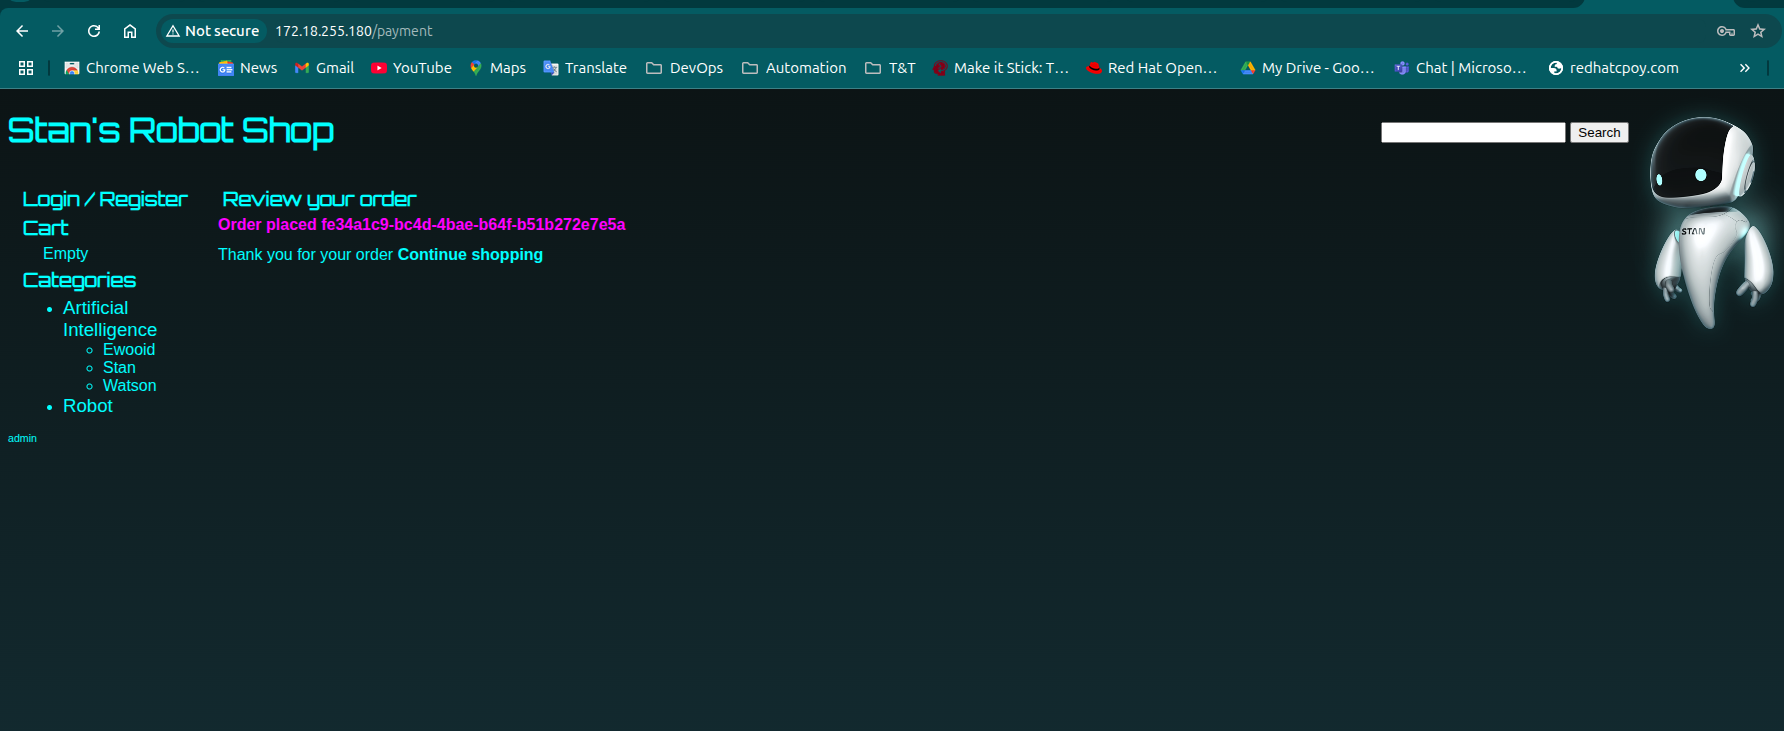 Not secure 172.18.255.180/payment
Chrome Web S... News Gmail YouTube Maps Translate DevOps Automation T&T Make it Stick: T... Red Hat Open... My Drive - Goo... Chat | Microso... redhatcpoy.com
Stan's Robot Shop
Search
Login / Register
Cart
Empty
Categories
Artificial
Intelligence
Ewooid
Stan
Watson
Robot
admin
Review your order
Order placed fe34a1c9-bc4d-4bae-b64f-b51b272e7e5a
Thank you for your order Continue shopping
STAN